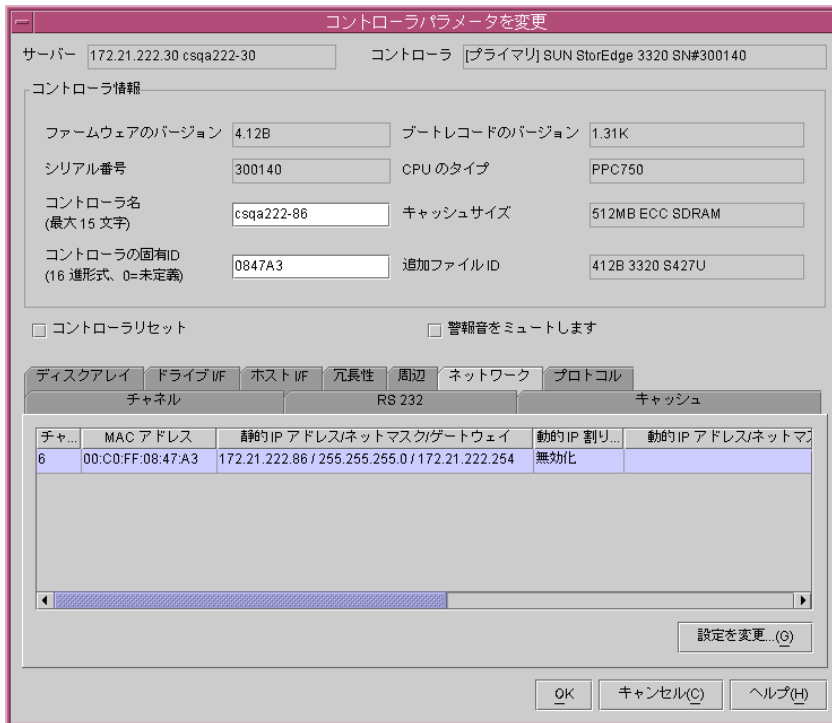 コントローラパラメータを変更
サーバー 172.21.222.30 csqa222-30 コントローラ [プライマリ] SUN StorEdge 3320 SN#300140
コントローラ情報
ファームウェアのバージョン 4.12B ブートレコードのバージョン 1.31K
シリアル番号 300140 CPU のタイプ PPC750
コントローラ名
(最大 15 文字) csqa222-86 キャッシュサイズ 512MB ECC SDRAM
コントローラの固有ID
(16 進形式、0=未定義) 0847A3 追加ファイル ID 412B 3320 S427U
コントローラリセット 警報音をミュートします
ディスクアレイ ドライブ I/F ホスト I/F 冗長性 周辺 ネットワーク プロトコル
チャネル RS 232 キャッシュ
チャ... MAC アドレス 静的 IP アドレス/ネットマスク/ゲートウェイ 動的 IP 割り... 動的 IP アドレス/ネットマス
6 00:C0:FF:08:47:A3 172.21.222.86 / 255.255.255.0 / 172.21.222.254 無効化
設定を変更...(G)
OK キャンセル(C) ヘルプ(H)